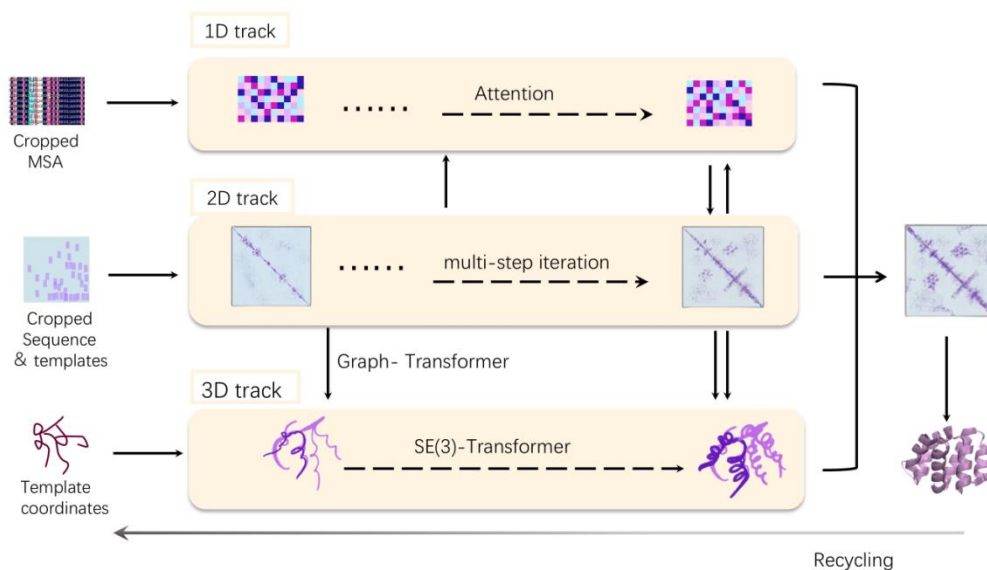 1D track
Attention
Cropped
MSA
2D track
multi-step iteration
Cropped
Sequence
& templates
Graph- Transformer
3D track
SE(3)-Transformer
Template
coordinates
Recycling